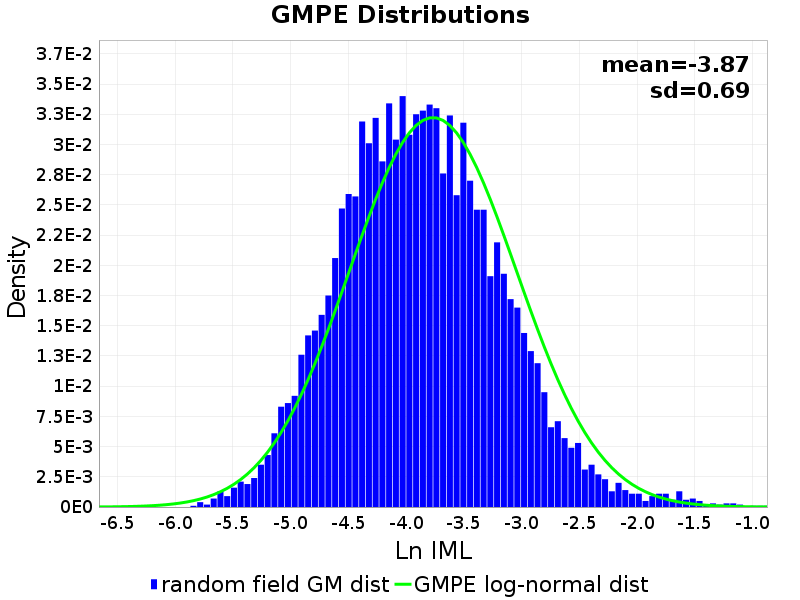 GMPE Distributions
mean=-3.87
sd=0.69
3.7E-2
3.5E-2
3.3E-2
3E-2
2.8E-2
2.5E-2
2.2E-2
2E-2
1.8E-2
1.5E-2
1.3E-2
1E-2
7.5E-3
5E-3
2.5E-3
0E0
Density
-6.5 -6.0 -5.5 -5.0 -4.5 -4.0 -3.5 -3.0 -2.5 -2.0 -1.5 -1.0
Ln IML
random field GM dist GMPE log-normal dist